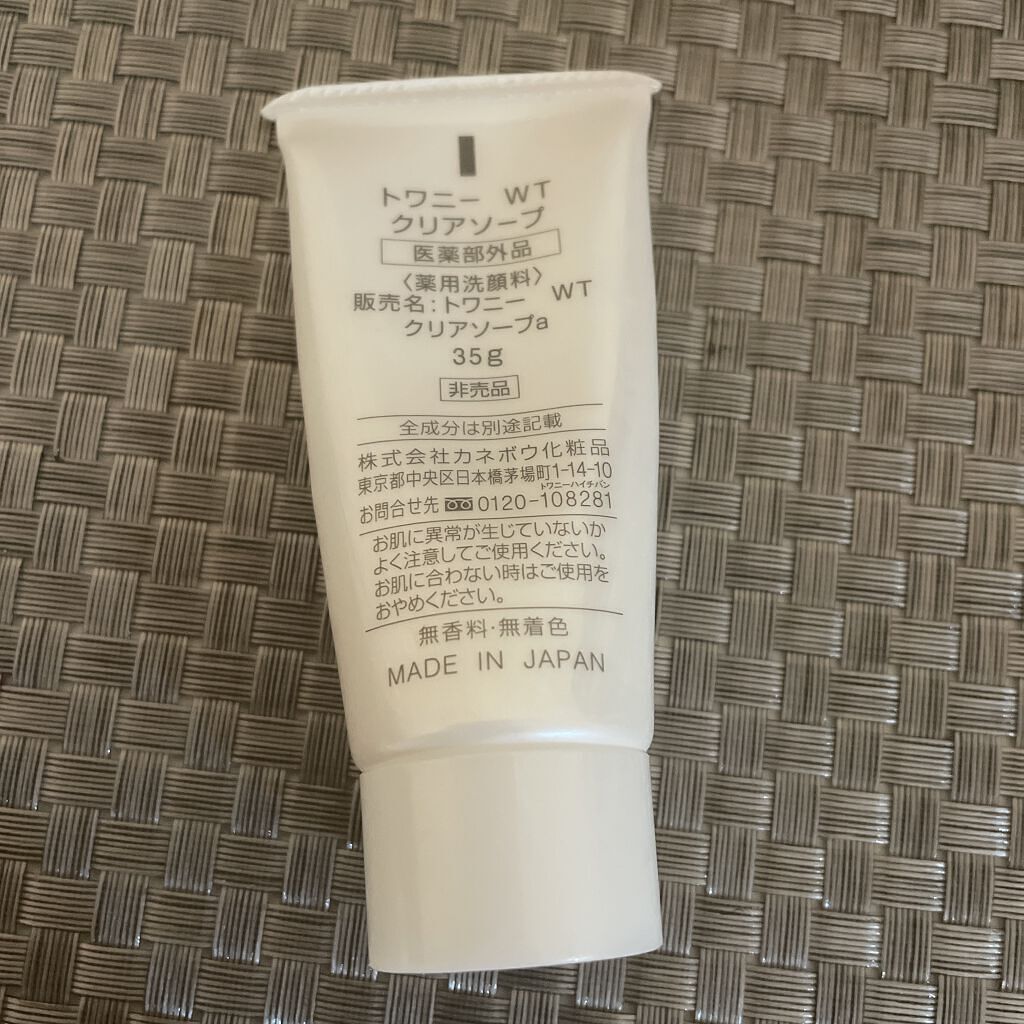 トワニー WT
クリアソープ
医薬部外品
〈薬用洗顔料〉
販売名:トワニー WT
クリアソープa
35g
非売品
全成分は別途記載
株式会社カネボウ化粧品
東京都中央区日本橋茅場町1-14-10
トワニーハイチバン
お問合せ先 0120-108281
お肌に異常が生じていないか
よく注意してご使用ください。
お肌に合わない時はご使用を
おやめください。
無香料・無着色
MADE IN JAPAN